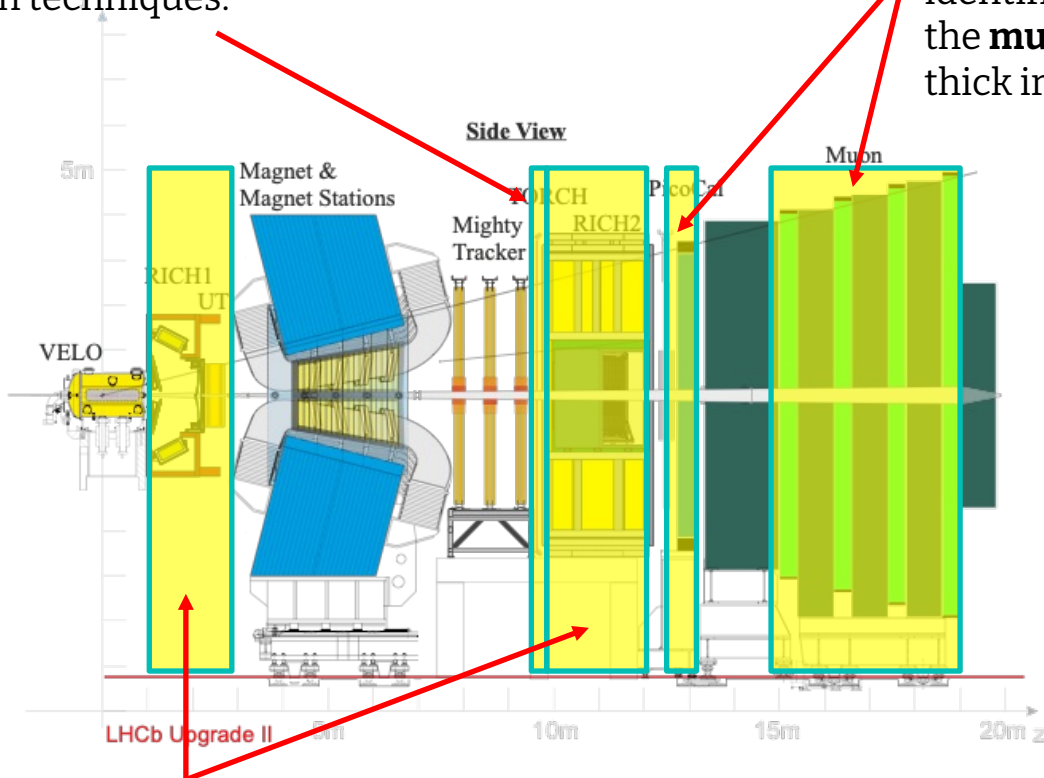 techniques.
the mu
thick in
Side View
5m
Magnet &
Magnet Stations
Muon
TORCH
PicoCal
Mighty
Tracker
RICH2
RICH1
UT
VELO
LHCb Upgrade II
5m
10m
15m
20m
z